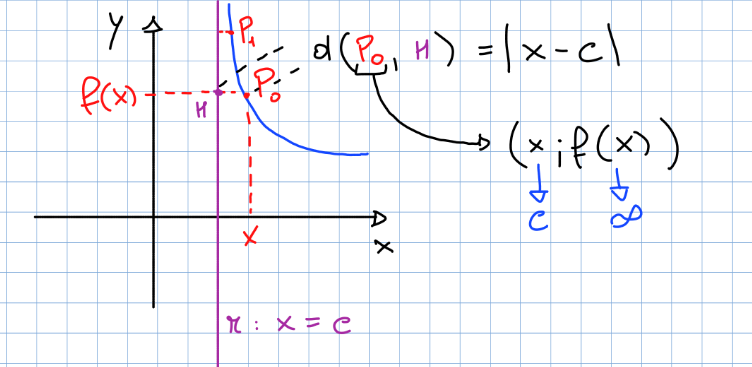 y
P₁
d(P₀, H) = |x - c|
P₀
f(x)
H
(x ; f(x))
c
∞
x
x
r : x = c